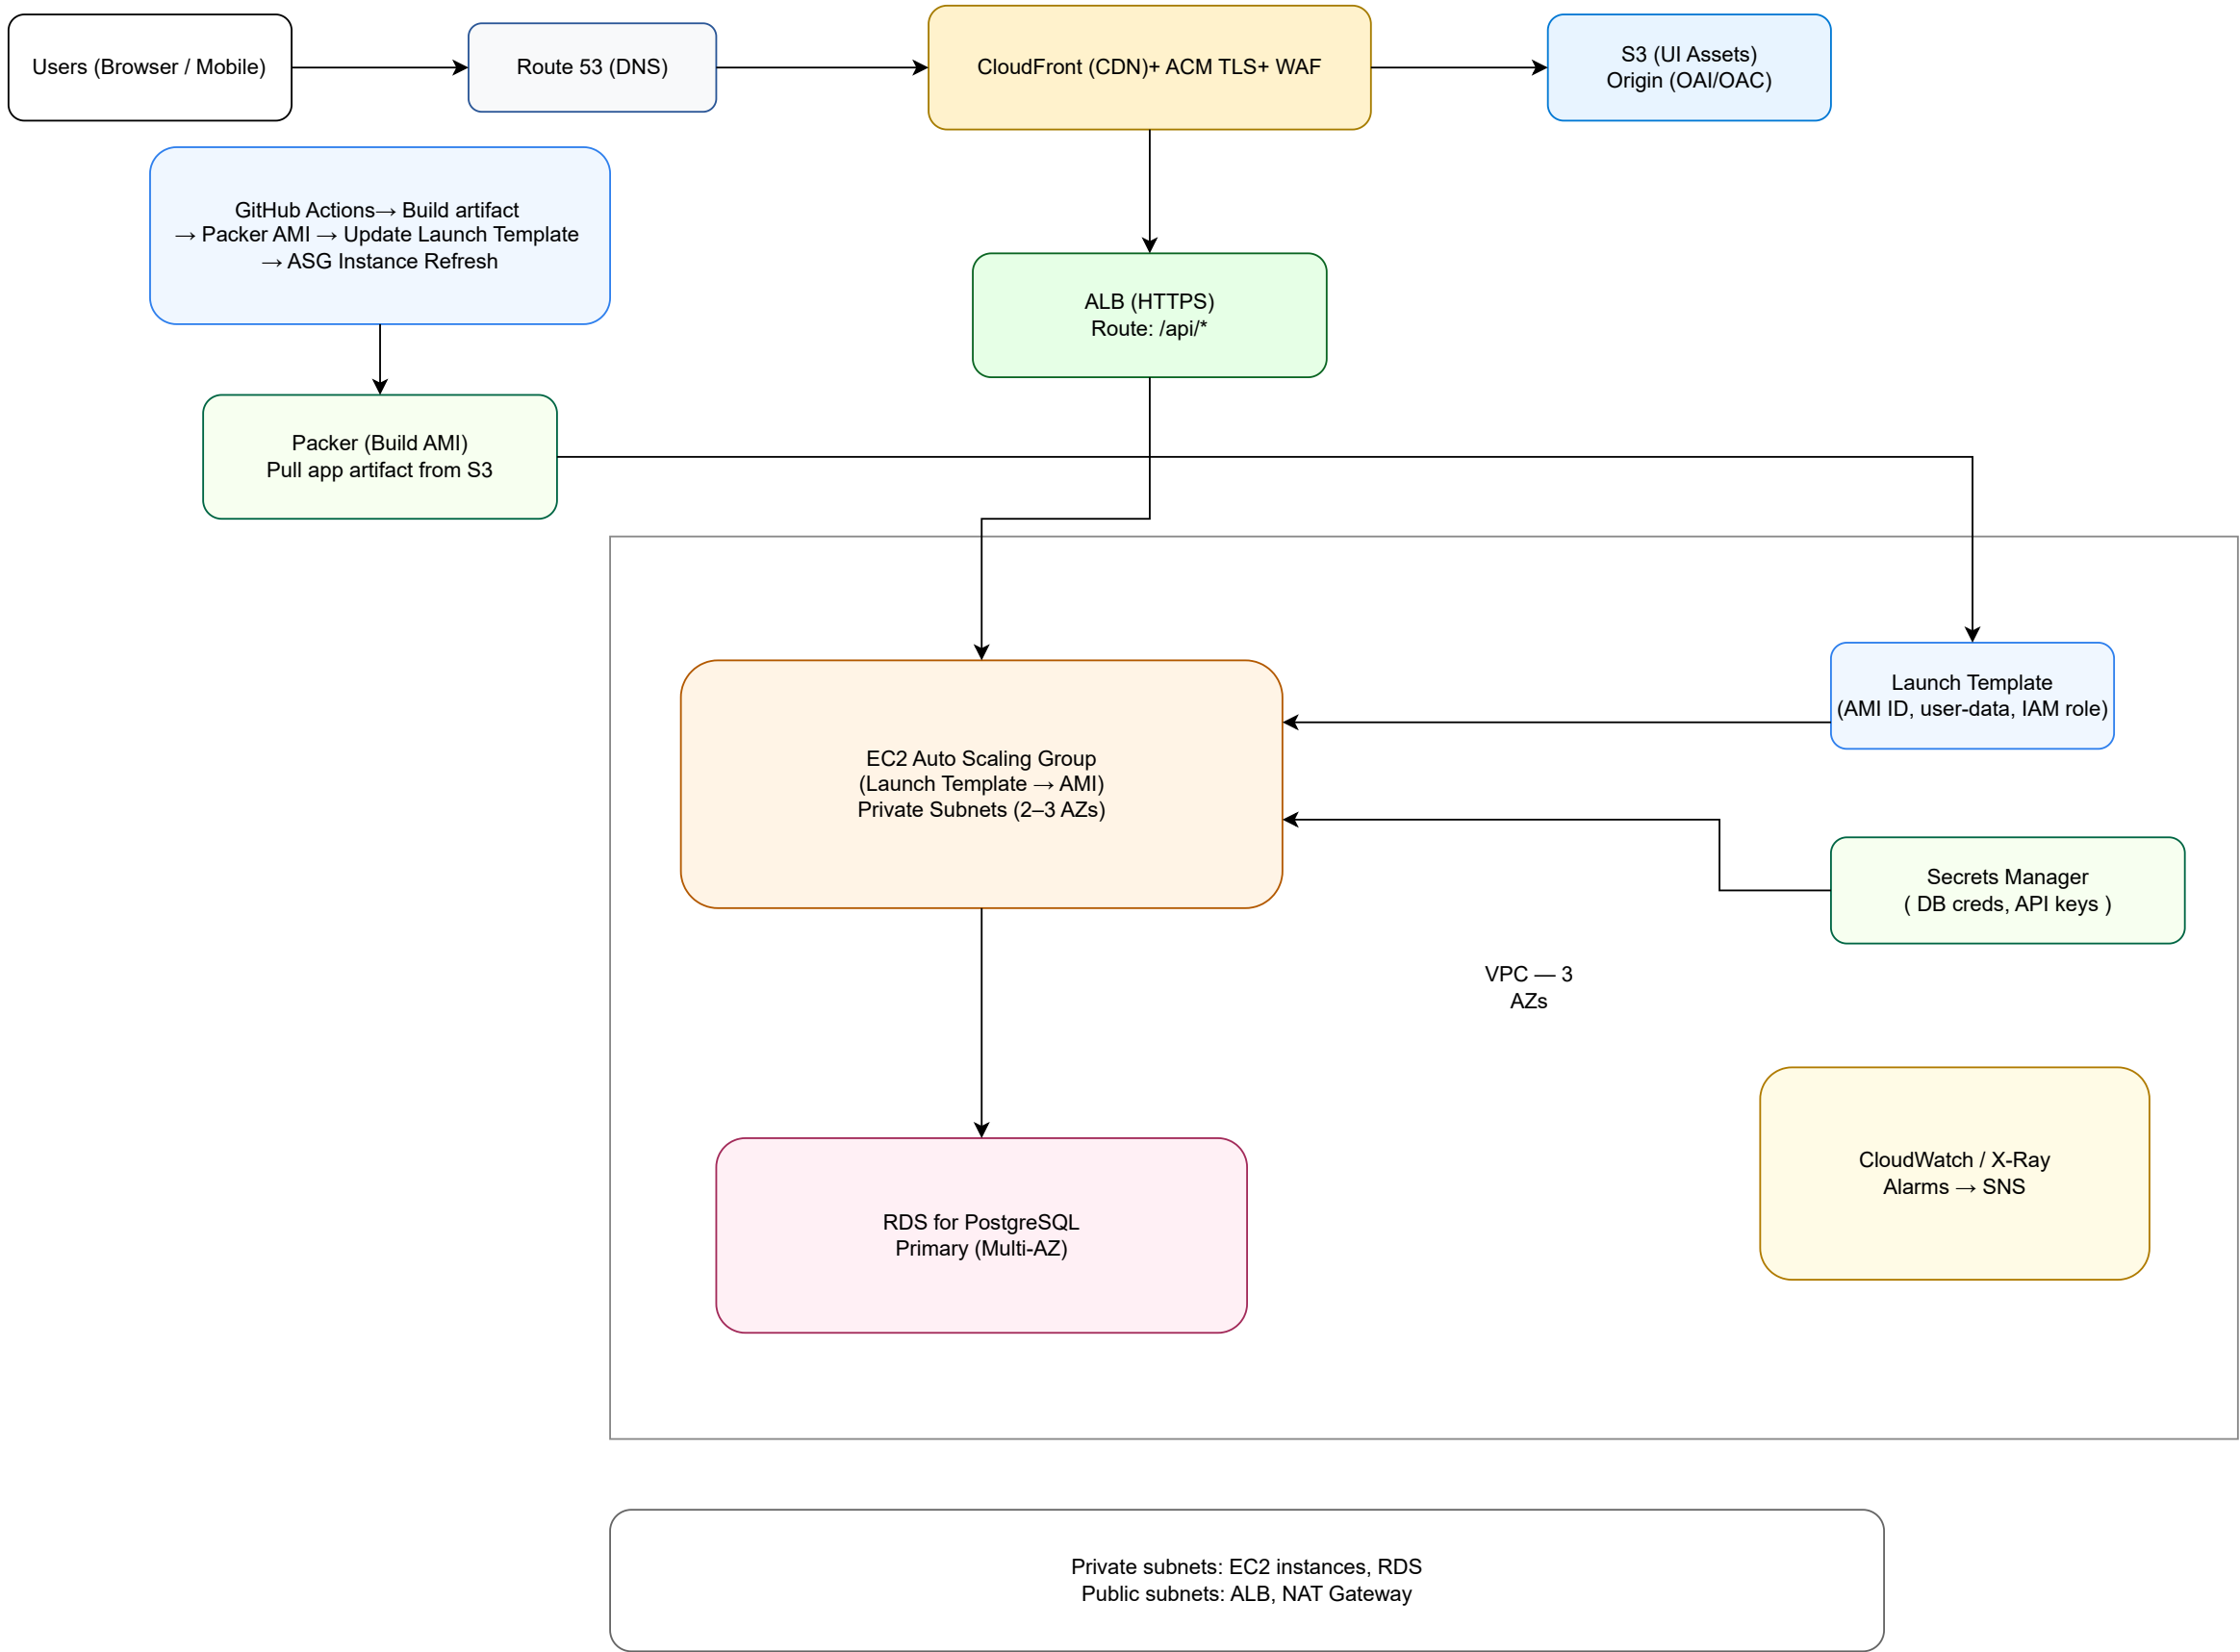 Users (Browser / Mobile)
Route 53 (DNS)
CloudFront (CDN)+ ACM TLS+ WAF
S3 (UI Assets)
Origin (OAI/OAC)
GitHub Actions→ Build artifact
→ Packer AMI → Update Launch Template
→ ASG Instance Refresh
ALB (HTTPS)
Route: /api/*
Packer (Build AMI)
Pull app artifact from S3
Launch Template
(AMI ID, user-data, IAM role)
EC2 Auto Scaling Group
(Launch Template → AMI)
Private Subnets (2–3 AZs)
Secrets Manager
( DB creds, API keys )
VPC — 3
AZs
CloudWatch / X-Ray
Alarms → SNS
RDS for PostgreSQL
Primary (Multi-AZ)
Private subnets: EC2 instances, RDS
Public subnets: ALB, NAT Gateway